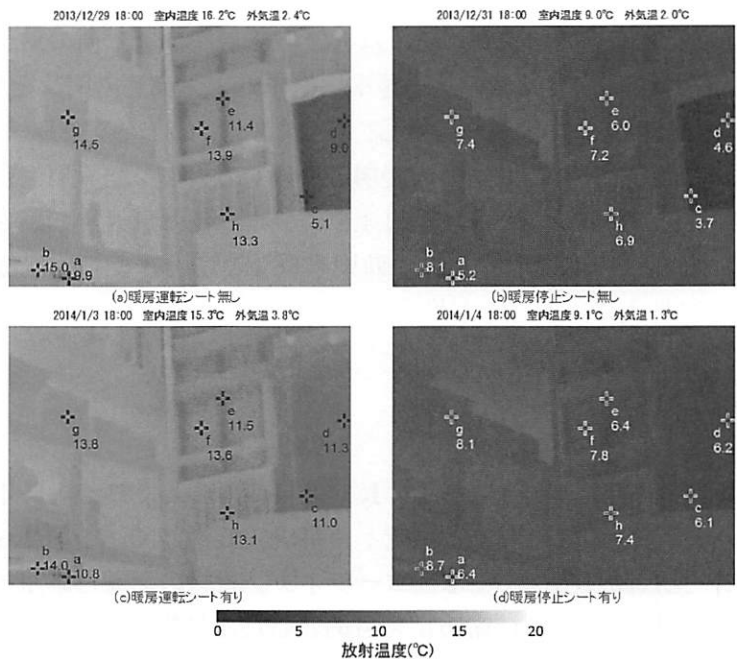 2013/12/29 18:00 室内温度 16.2℃ 外気温 2.4℃
2013/12/31 18:00 室内温度 9.0℃ 外気温 2.0℃
e
11.4
g
14.5
f
13.9
d
9.0
c
5.1
h
13.3
b
15.0
a
9.9
(a)暖房運転シート無し
e
6.0
g
7.4
f
7.2
d
4.6
c
3.7
h
6.9
b
8.1
a
5.2
(b)暖房停止シート無し
2014/1/3 18:00 室内温度 15.3℃ 外気温 3.8℃
2014/1/4 18:00 室内温度 9.1℃ 外気温 1.3℃
e
11.5
g
13.8
f
13.6
d
11.3
c
11.0
h
13.1
b
14.0
a
10.8
(c)暖房運転シート有り
e
6.4
g
8.1
f
7.8
d
6.2
c
6.1
h
7.4
b
8.7
a
6.4
(d)暖房停止シート有り
0 5 10 15 20
放射温度(℃)